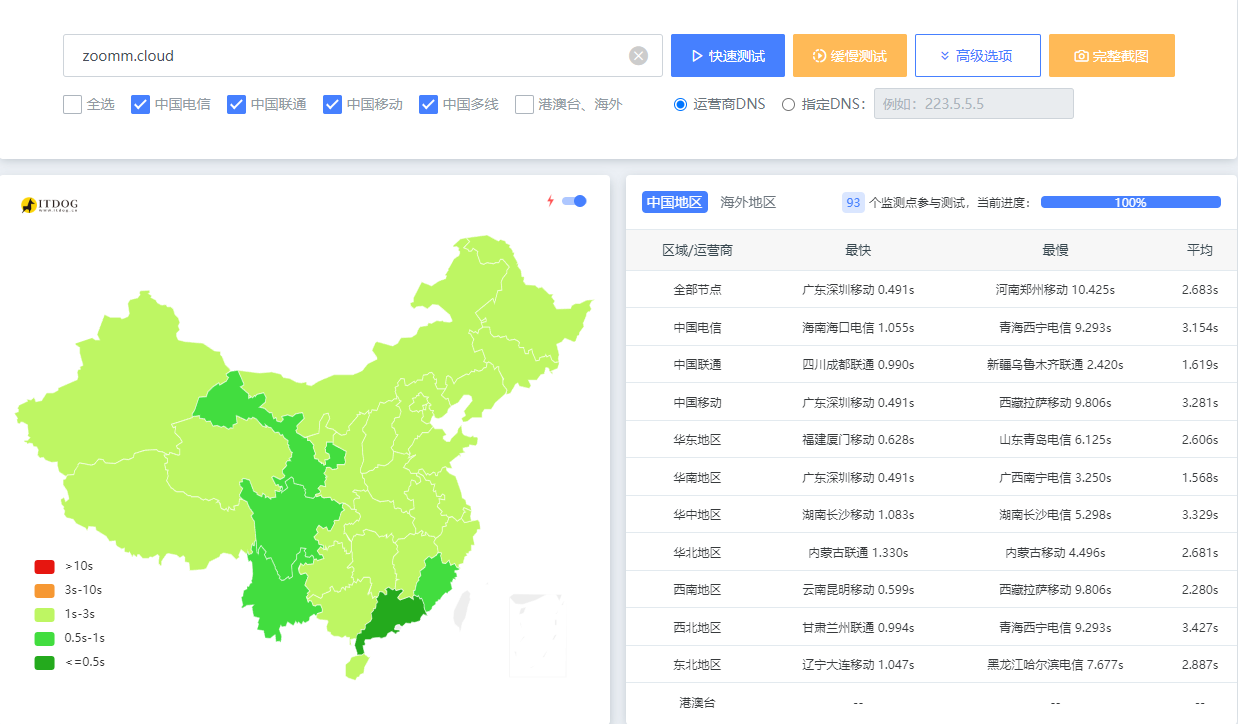 zoomm.cloud
快速测试
缓慢测试
高级选项
完整截图
全选 中国电信 中国联通 中国移动 中国多线 港澳台、海外 运营商DNS 指定DNS: 例如：223.5.5.5
ITDOG
www.itdog.cn
>10s
3s-10s
1s-3s
0.5s-1s
<=0.5s
中国地区 海外地区 93 个监测点参与测试，当前进度： 100%
区域/运营商 最快 最慢 平均
全部节点 广东深圳移动 0.491s 河南郑州移动 10.425s 2.683s
中国电信 海南海口电信 1.055s 青海西宁电信 9.293s 3.154s
中国联通 四川成都联通 0.990s 新疆乌鲁木齐联通 2.420s 1.619s
中国移动 广东深圳移动 0.491s 西藏拉萨移动 9.806s 3.281s
华东地区 福建厦门移动 0.628s 山东青岛电信 6.125s 2.606s
华南地区 广东深圳移动 0.491s 广西南宁电信 3.250s 1.568s
华中地区 湖南长沙移动 1.083s 湖南长沙电信 5.298s 3.329s
华北地区 内蒙古联通 1.330s 内蒙古移动 4.496s 2.681s
西南地区 云南昆明移动 0.599s 西藏拉萨移动 9.806s 2.280s
西北地区 甘肃兰州联通 0.994s 青海西宁电信 9.293s 3.427s
东北地区 辽宁大连移动 1.047s 黑龙江哈尔滨电信 7.677s 2.887s
港澳台 -- -- --